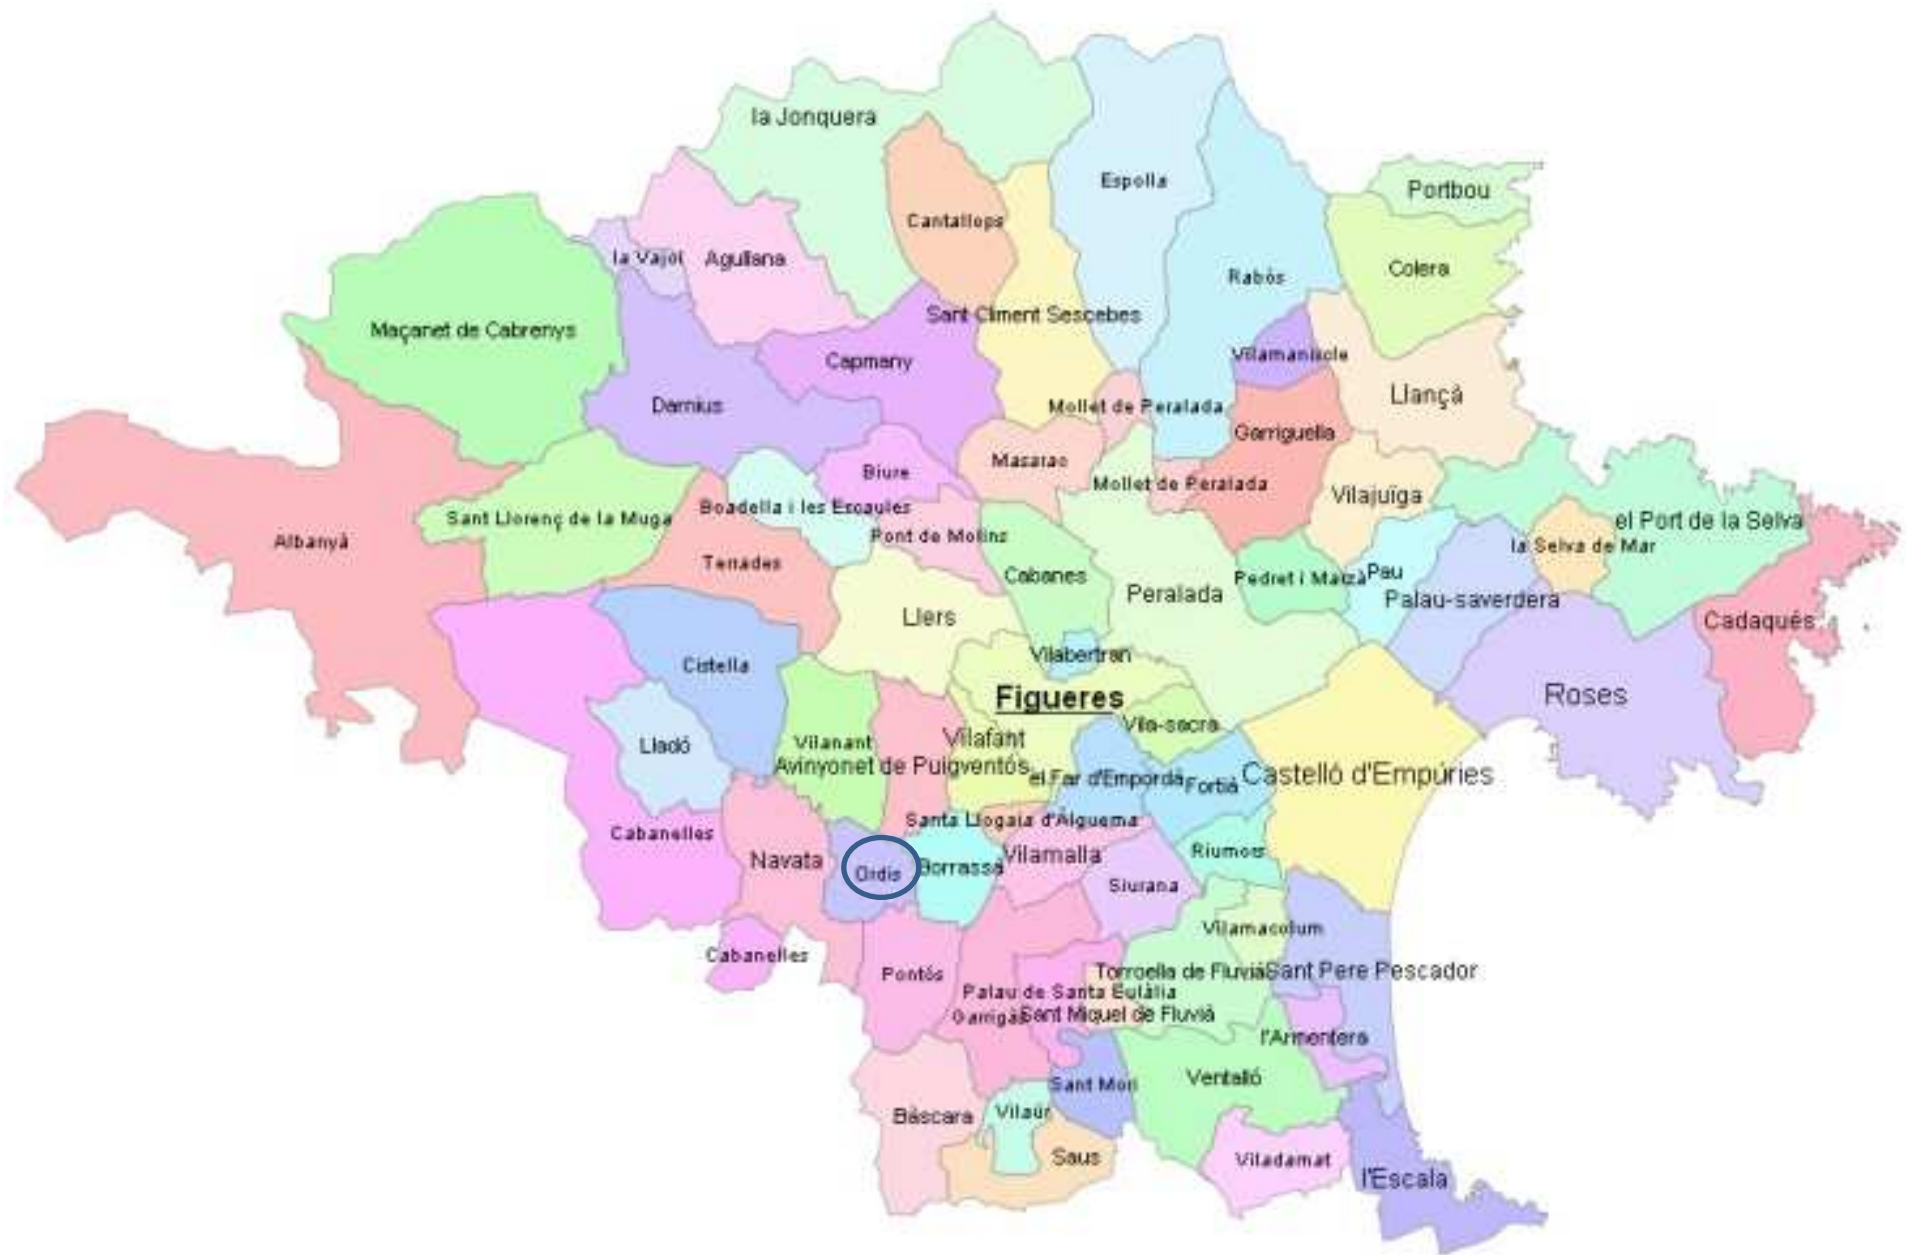 la Jonquera
Espolla
Portbou
Cantallops
la Vajol
Agullana
Colera
Rabós
Sant Climent Sescebes
Maçanet de Cabrenys
Vilamaniscle
Capmany
Llançà
Darnius
Mollet de Peralada
Garriguella
Masarac
Biure
Mollet de Peralada
Vilajuïga
Boadella i les Escaules
Sant Llorenç de la Muga
el Port de la Selva
Pont de Molins
Albanyà
la Selva de Mar
Terrades
Cabanes
Pedret i Marzà
Pau
Peralada
Palau-saverdera
Llers
Cadaqués
Vilabertran
Cistella
Figueres
Roses
Vila-sacra
Vilafant
Vilanant
Lladó
Avinyonet de Puigventós
el Far d'Empordà
Fortià
Castelló d'Empúries
Santa Llogaia d'Àlguema
Cabanelles
Riumors
Navata
Vilamalla
Ordis
Borrassà
Siurana
Vilamacolum
Cabanelles
Pontós
Torroella de Fluvià
Sant Pere Pescador
Palau de Santa Eulàlia
Garrigàs
Sant Miquel de Fluvià
l'Armentera
Ventalló
Sant Mori
Bàscara
Vilaür
Saus
Viladamat
l'Escala